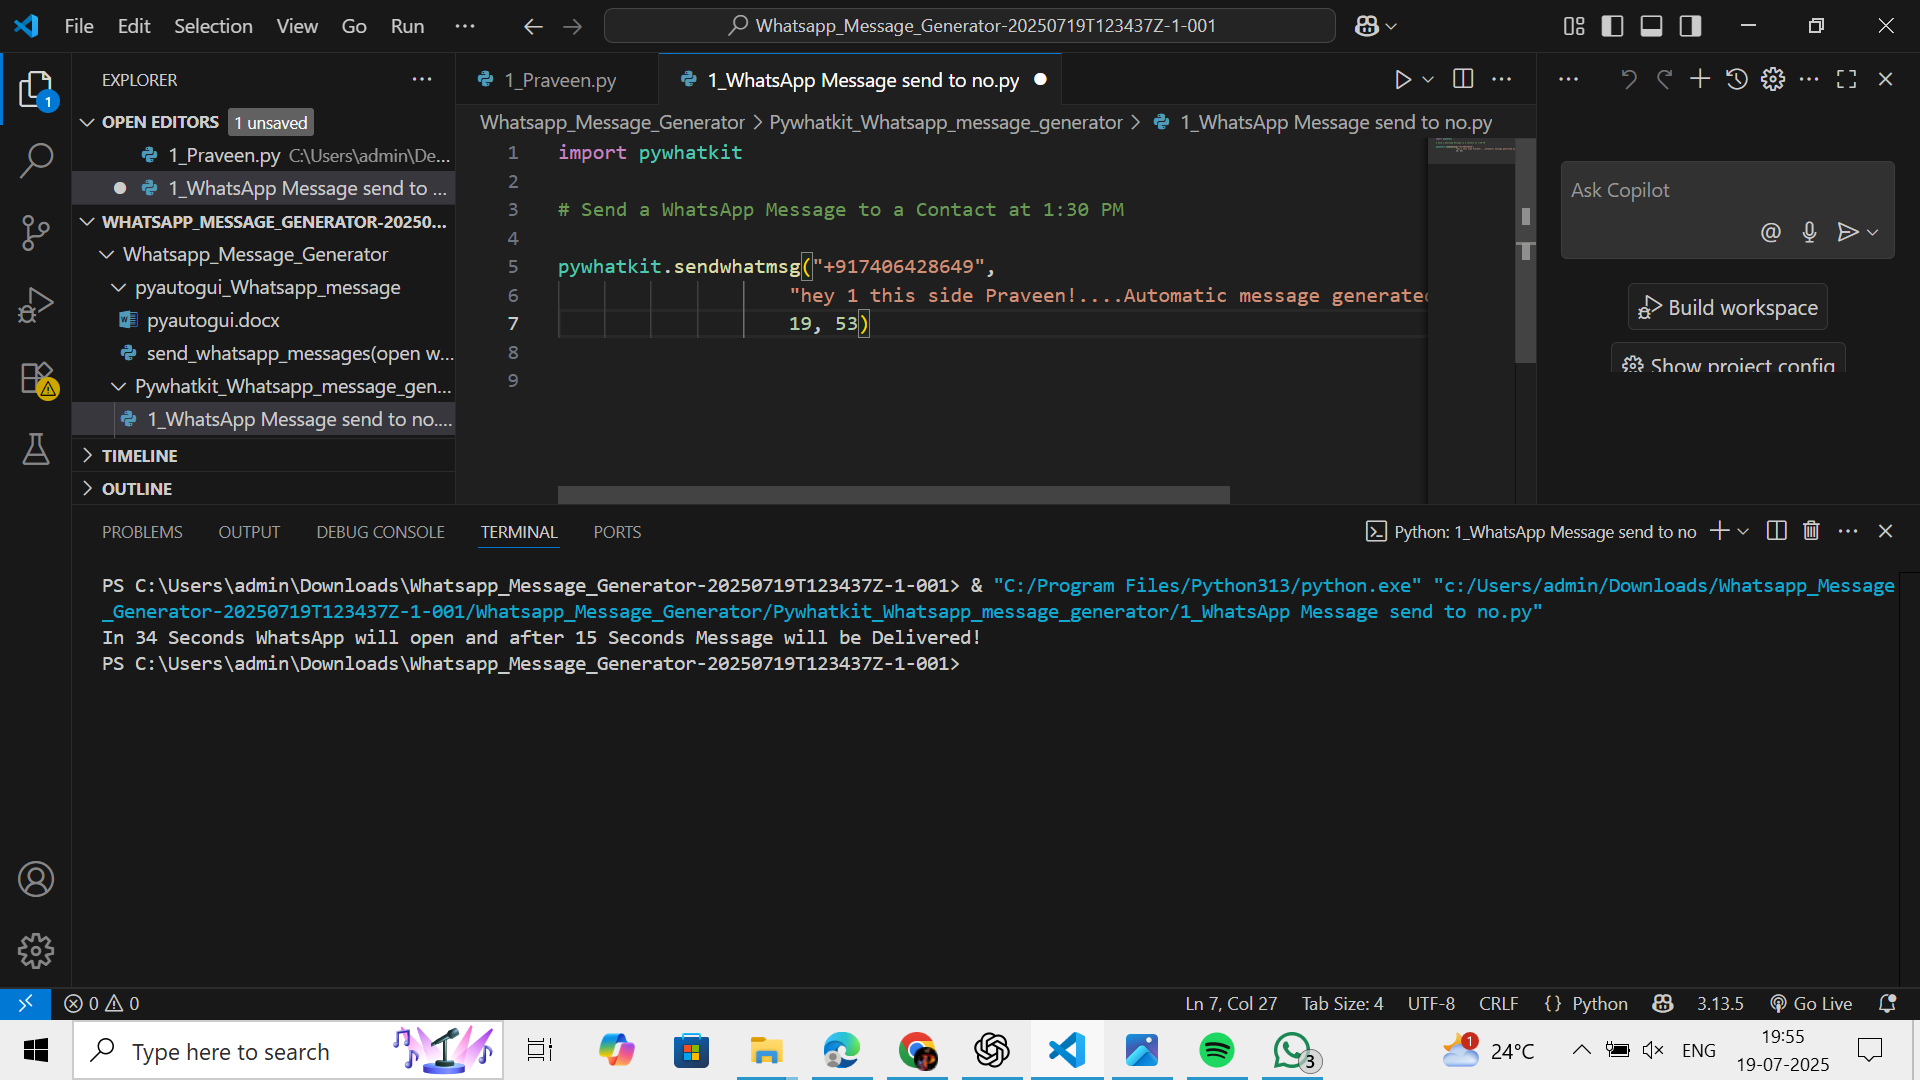 File Edit Selection View Go Run
Whatsapp_Message_Generator-20250719T123437Z-1-001
EXPLORER
OPEN EDITORS 1 unsaved
1_Praveen.py C:\Users\admin\De...
1_WhatsApp Message send to ...
WHATSAPP_MESSAGE_GENERATOR-20250...
Whatsapp_Message_Generator
pyautogui_Whatsapp_message
pyautogui.docx
send_whatsapp_messages(open w...
Pywhatkit_Whatsapp_message_gen...
1_WhatsApp Message send to no....
TIMELINE
OUTLINE
1
1_Praveen.py
1_WhatsApp Message send to no.py
Whatsapp_Message_Generator > Pywhatkit_Whatsapp_message_generator > 1_WhatsApp Message send to no.py
1 import pywhatkit
2
3 # Send a WhatsApp Message to a Contact at 1:30 PM
4
5 pywhatkit.sendwhatmsg("+917406428649",
6 "hey 1 this side Praveen!....Automatic message generated
7 19, 53)
8
9
Ask Copilot
Build workspace
Show project config
PROBLEMS OUTPUT DEBUG CONSOLE TERMINAL PORTS
Python: 1_WhatsApp Message send to no
PS C:\Users\admin\Downloads\Whatsapp_Message_Generator-20250719T123437Z-1-001> & "C:/Program Files/Python313/python.exe" "c:/Users/admin/Downloads/Whatsapp_Message
_Generator-20250719T123437Z-1-001/Whatsapp_Message_Generator/Pywhatkit_Whatsapp_message_generator/1_WhatsApp Message send to no.py"
In 34 Seconds WhatsApp will open and after 15 Seconds Message will be Delivered!
PS C:\Users\admin\Downloads\Whatsapp_Message_Generator-20250719T123437Z-1-001>
0 0
Ln 7, Col 27 Tab Size: 4 UTF-8 CRLF {} Python 3.13.5 Go Live
Type here to search
3
1
24°C
ENG
19:55
19-07-2025